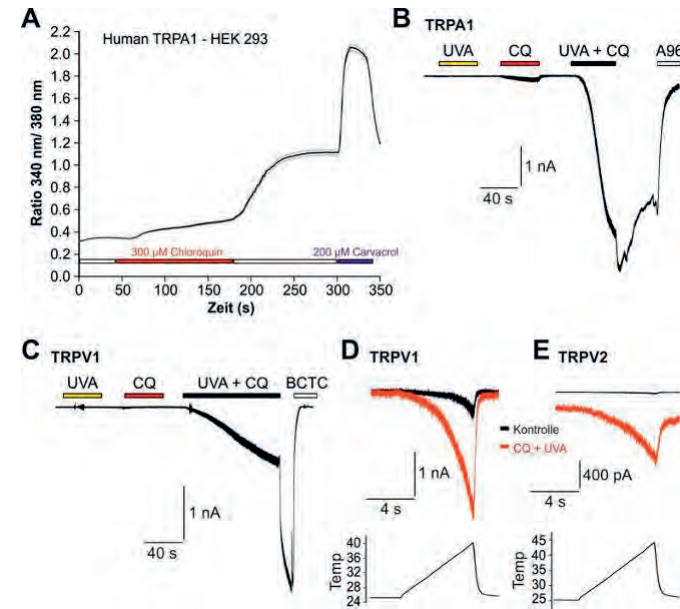 A
Human TRPA1 - HEK 293
2.2
2.0
1.8
1.6
1.4
1.2
1.0
0.8
0.6
0.4
0.2
0.0
Ratio 340 nm/ 380 nm
300 µM Chloroquin
200 µM Carvacrol
0 50 100 150 200 250 300 350
Zeit (s)
B TRPA1
UVA CQ UVA + CQ A96
1 nA
40 s
C TRPV1
UVA CQ UVA + CQ BCTC
1 nA
40 s
D TRPV1
Kontrolle
CQ + UVA
1 nA
4 s
Temp
40
36
32
28
24
E TRPV2
400 pA
4 s
Temp
45
40
35
30
25